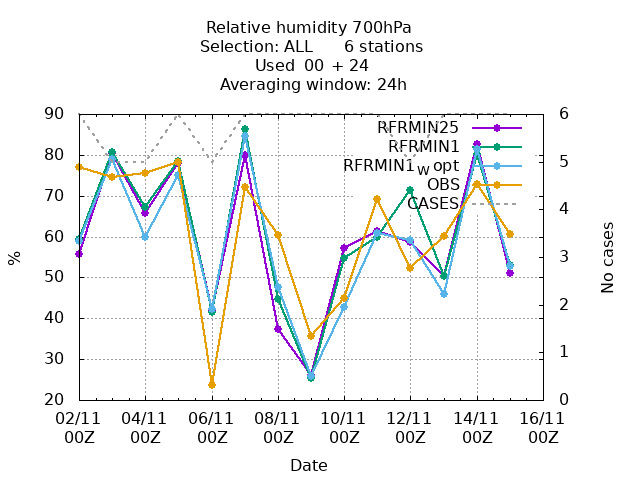 Relative humidity 700hPa
Selection: ALL 6 stations
Used 00 + 24
Averaging window: 24h
90 6
RFRMIN25
RFRMIN1
80 5
RFRMIN1w opt
OBS
70 4
CASES
60 3
% No cases
50
40 2
30 1
20 0
02/11 04/11 06/11 08/11 10/11 12/11 14/11 16/11
00Z 00Z 00Z 00Z 00Z 00Z 00Z 00Z
Date